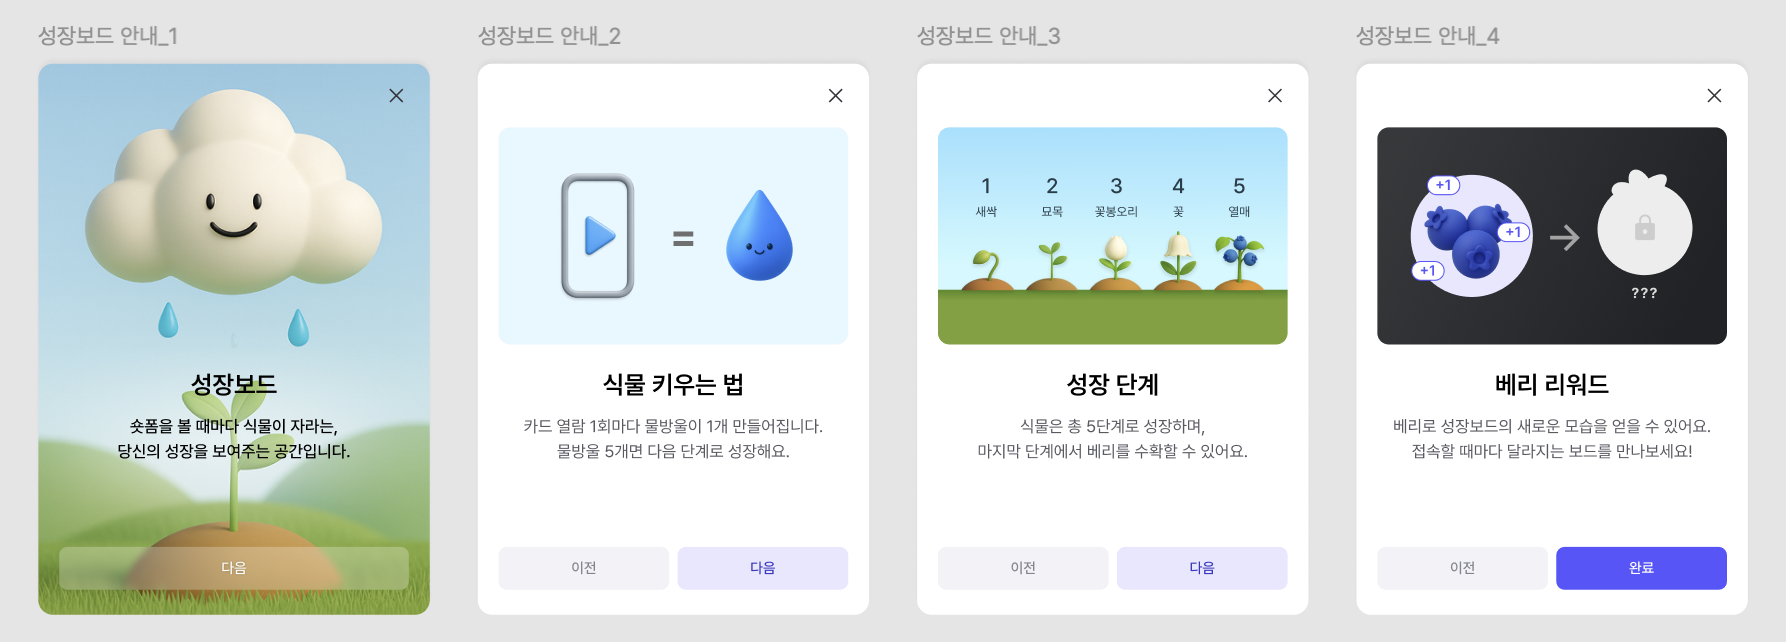 성장보드 안내_1
성장보드
숏폼을 볼 때마다 식물이 자라는,
당신의 성장을 보여주는 공간입니다.
다음
성장보드 안내_2
=
식물 키우는 법
카드 열람 1회마다 물방울이 1개 만들어집니다.
물방울 5개면 다음 단계로 성장해요.
이전
다음
성장보드 안내_3
1 2 3 4 5
새싹 묘목 꽃봉오리 꽃 열매
성장 단계
식물은 총 5단계로 성장하며,
마지막 단계에서 베리를 수확할 수 있어요.
이전
다음
성장보드 안내_4
+1
+1
+1
???
베리 리워드
베리로 성장보드의 새로운 모습을 얻을 수 있어요.
접속할 때마다 달라지는 보드를 만나보세요!
이전
완료